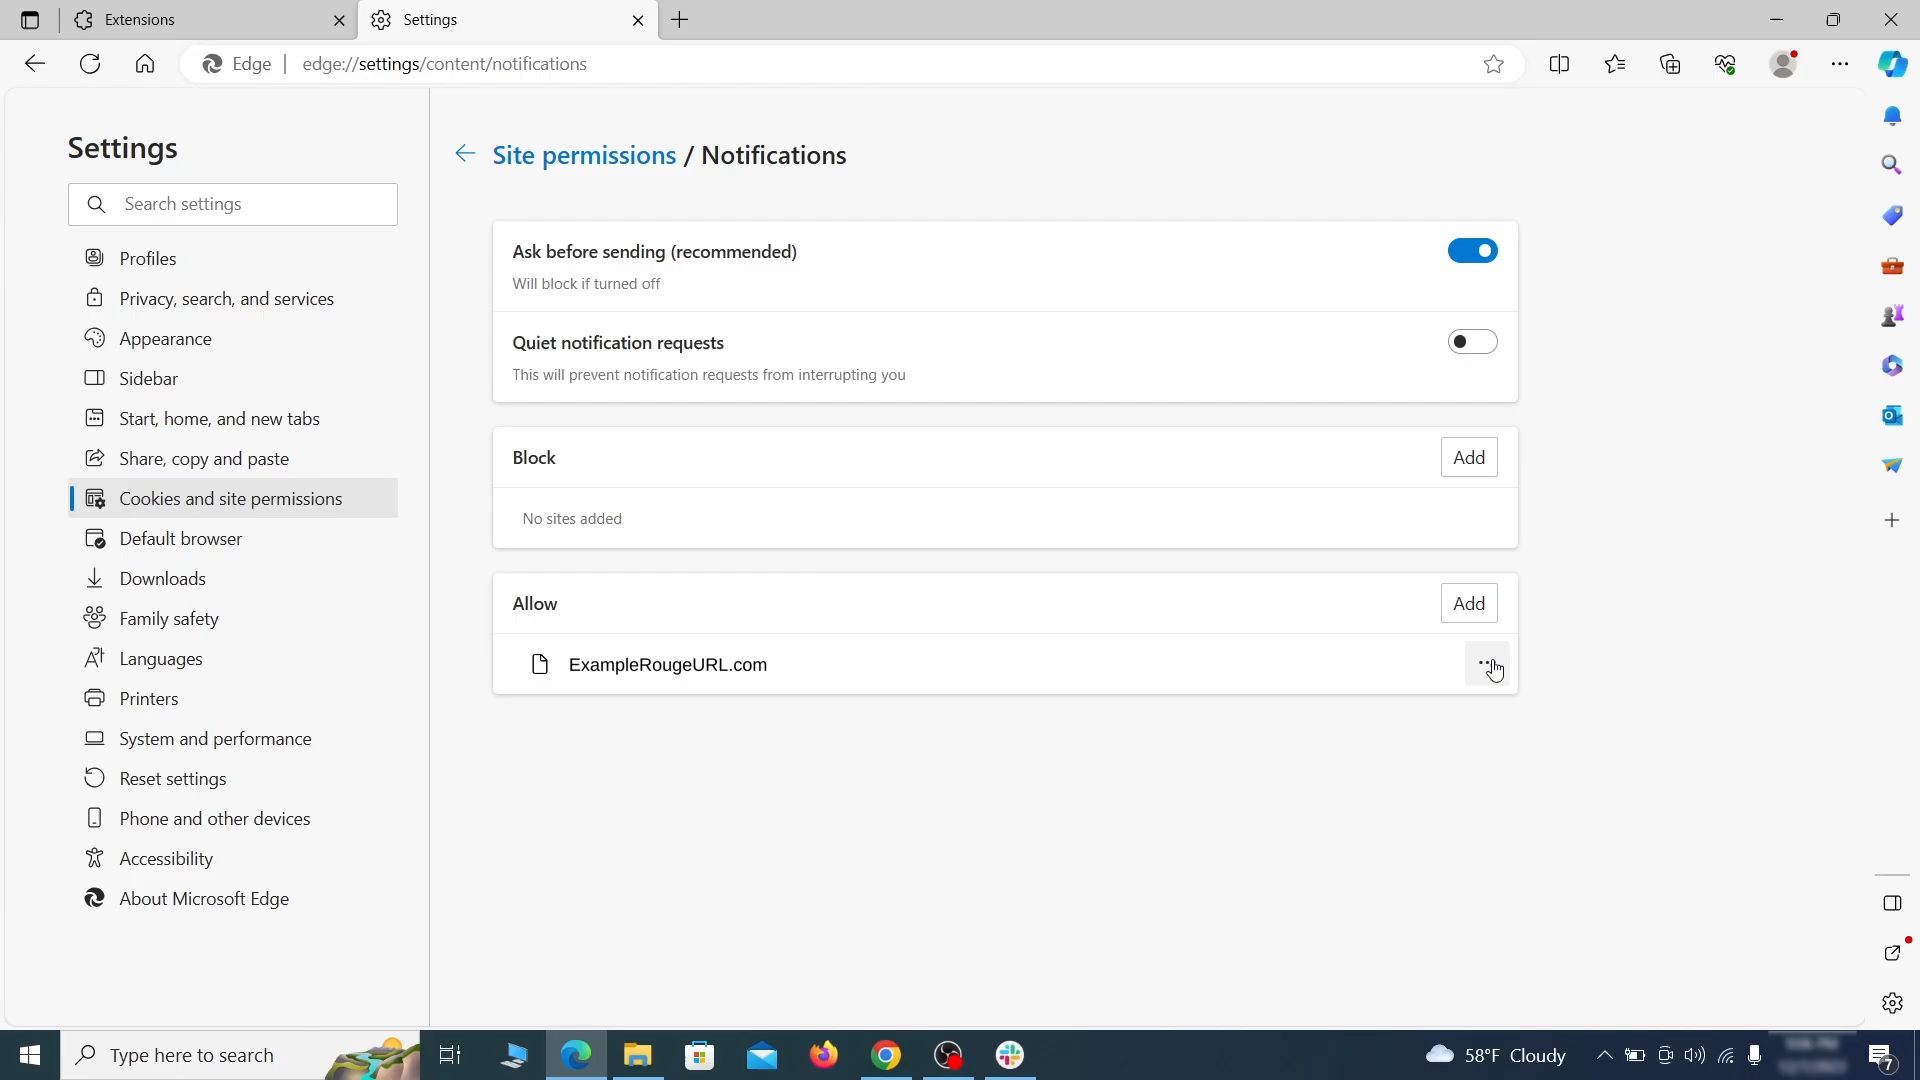 Extensions
Settings
Edge
edge://settings/content/notifications
Settings
Search settings
Profiles
Privacy, search, and services
Appearance
Sidebar
Start, home, and new tabs
Share, copy and paste
Cookies and site permissions
Default browser
Downloads
Family safety
Languages
Printers
System and performance
Reset settings
Phone and other devices
Accessibility
About Microsoft Edge
Site permissions / Notifications
Ask before sending (recommended)
Will block if turned off
Quiet notification requests
This will prevent notification requests from interrupting you
Block
Add
No sites added
Allow
Add
ExampleRougeURL.com
Type here to search
58°F Cloudy
7